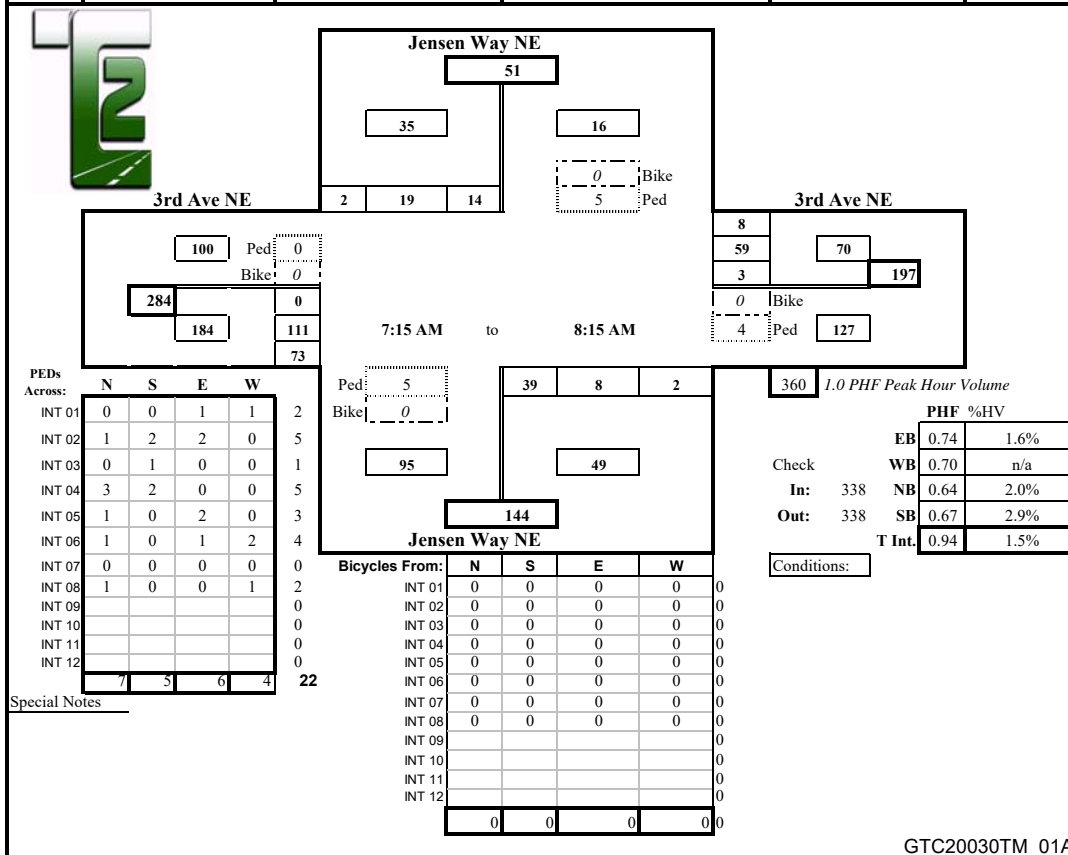 T2
Jensen Way NE
51
35 16
0 Bike
5 Ped
3rd Ave NE 2 19 14 3rd Ave NE
8
100 Ped 0 59 70
Bike 0 3 197
284 0 0 Bike
184 111 7:15 AM to 8:15 AM 4 Ped 127
73
PEDs
Across: N S E W Ped 5 39 8 2 360 1.0 PHF Peak Hour Volume
INT 01 0 0 1 1 2 Bike 0 PHF %HV
INT 02 1 2 2 0 5 EB 0.74 1.6%
INT 03 0 1 0 0 1 95 49 Check WB 0.70 n/a
INT 04 3 2 0 0 5 In: 338 NB 0.64 2.0%
INT 05 1 0 2 0 3 144 Out: 338 SB 0.67 2.9%
INT 06 1 0 1 2 4 Jensen Way NE T Int. 0.94 1.5%
INT 07 0 0 0 0 0 Bicycles From: N S E W Conditions:
INT 08 1 0 0 1 2 INT 01 0 0 0 0 0
INT 09 0 INT 02 0 0 0 0 0
INT 10 0 INT 03 0 0 0 0 0
INT 11 0 INT 04 0 0 0 0 0
INT 12 0 INT 05 0 0 0 0 0
7 5 6 4 22 INT 06 0 0 0 0 0
Special Notes INT 07 0 0 0 0 0
INT 08 0 0 0 0 0
INT 09 0
INT 10 0
INT 11 0
INT 12 0
0 0 0 0 0
GTC20030TM_01A